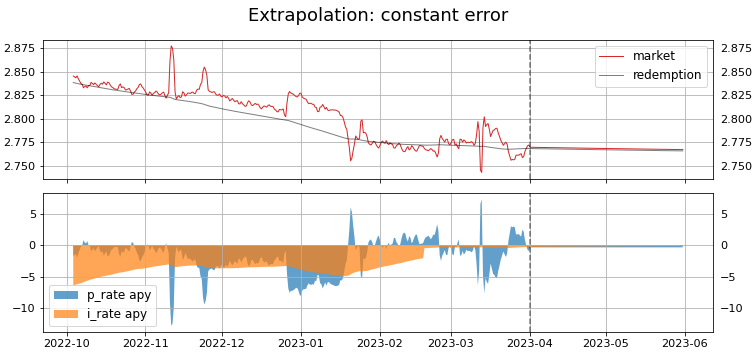 Extrapolation: constant error
2.875 2.875
2.850 2.850
2.825 2.825
2.800 2.800
2.775 2.775
2.750 2.750
market
redemption
5 5
0 0
−5 −5
−10 −10
p_rate apy
i_rate apy
2022-10 2022-11 2022-12 2023-01 2023-02 2023-03 2023-04 2023-05 2023-06